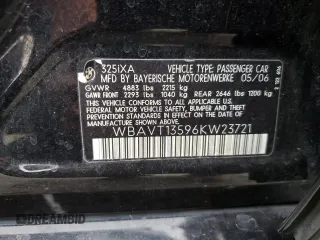 325iXA VEHICLE TYPE: PASSENGER CAR
MFD BY BAYERISCHE MOTORENWERKE 05/06
GVWR 4883 lbs 2215 kg
GAWR FRONT 2293 lbs 1040 kg REAR 2646 lbs 1200 kg
THIS VEHICLE CONFORMS TO ALL APPLICABLE
FEDERAL MOTOR VEHICLE SAFETY, BUMPER AND
THEFT PREVENTION STANDARDS IN EFFECT ON THE
DATE OF MANUFACTURE SHOWN ABOVE.
WBAVT13596KW23721
© AUTOBIDMASTER